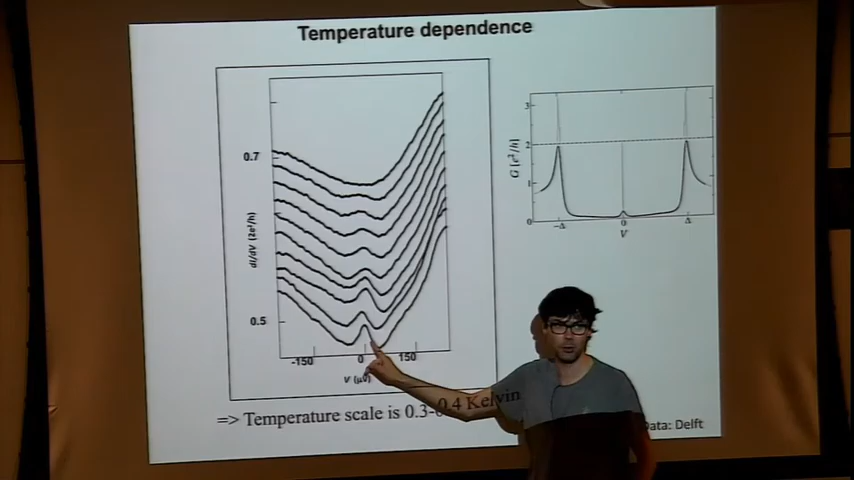 Temperature dependence
0.7
dI/dV (2e²/h)
0.5
-150
0
150
V (μV)
3
2
1
0
G [e²/h]
-Δ
0
Δ
V
=> Temperature scale is 0.3-0.4 Kelvin
Data: Delft